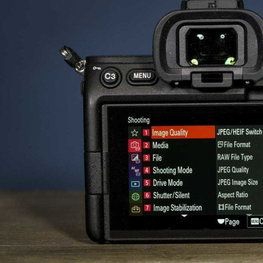 C3 MENU
Shooting
1 Image Quality JPEG/HEIF Switch
2 Media File Format
3 File RAW File Type
4 Shooting Mode JPEG Quality
5 Drive Mode JPEG Image Size
6 Shutter/Silent Aspect Ratio
7 Image Stabilization File Format
Page